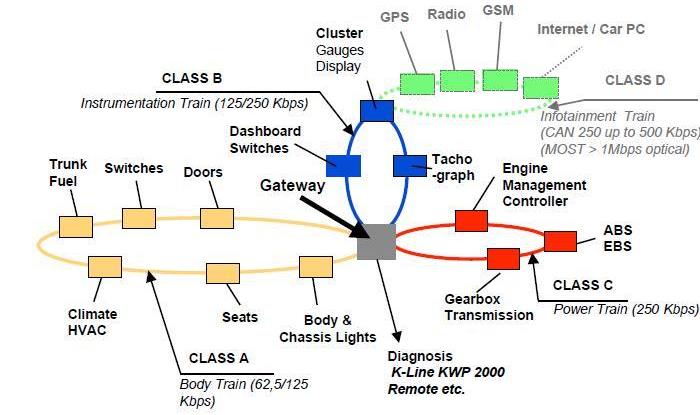 GPS
Radio
GSM
Internet / Car PC
Cluster
Gauges
Display
CLASS B
Instrumentation Train (125/250 Kbps)
CLASS D
Infotainment Train
(CAN 250 up to 500 Kbps)
(MOST > 1Mbps optical)
Dashboard
Switches
Tacho
-graph
Trunk
Fuel
Switches
Doors
Gateway
Engine
Management
Controller
ABS
EBS
CLASS C
Power Train (250 Kbps)
Gearbox
Transmission
Climate
HVAC
Seats
Body &
Chassis Lights
CLASS A
Body Train (62,5/125
Kbps)
Diagnosis
K-Line KWP 2000
Remote etc.